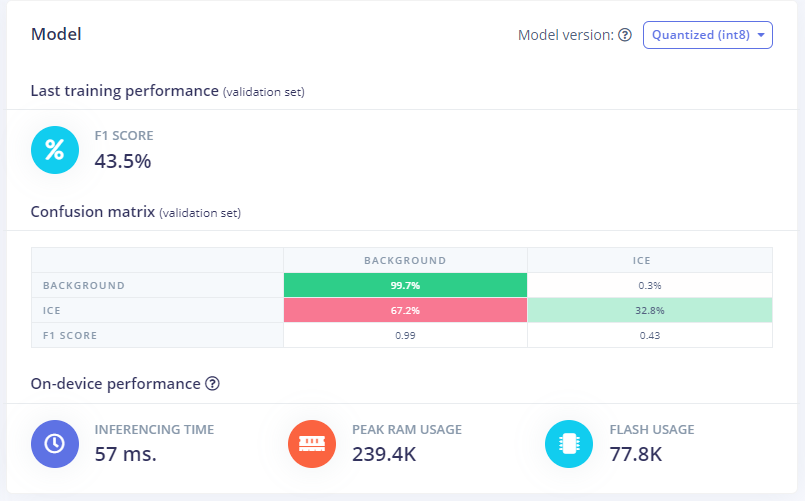 Model
Model version: Quantized (int8)
Last training performance (validation set)
%
F1 SCORE
43.5%
Confusion matrix (validation set)
BACKGROUND ICE
BACKGROUND 99.7% 0.3%
ICE 67.2% 32.8%
F1 SCORE 0.99 0.43
On-device performance
INFERENCING TIME
57 ms.
PEAK RAM USAGE
239.4K
FLASH USAGE
77.8K